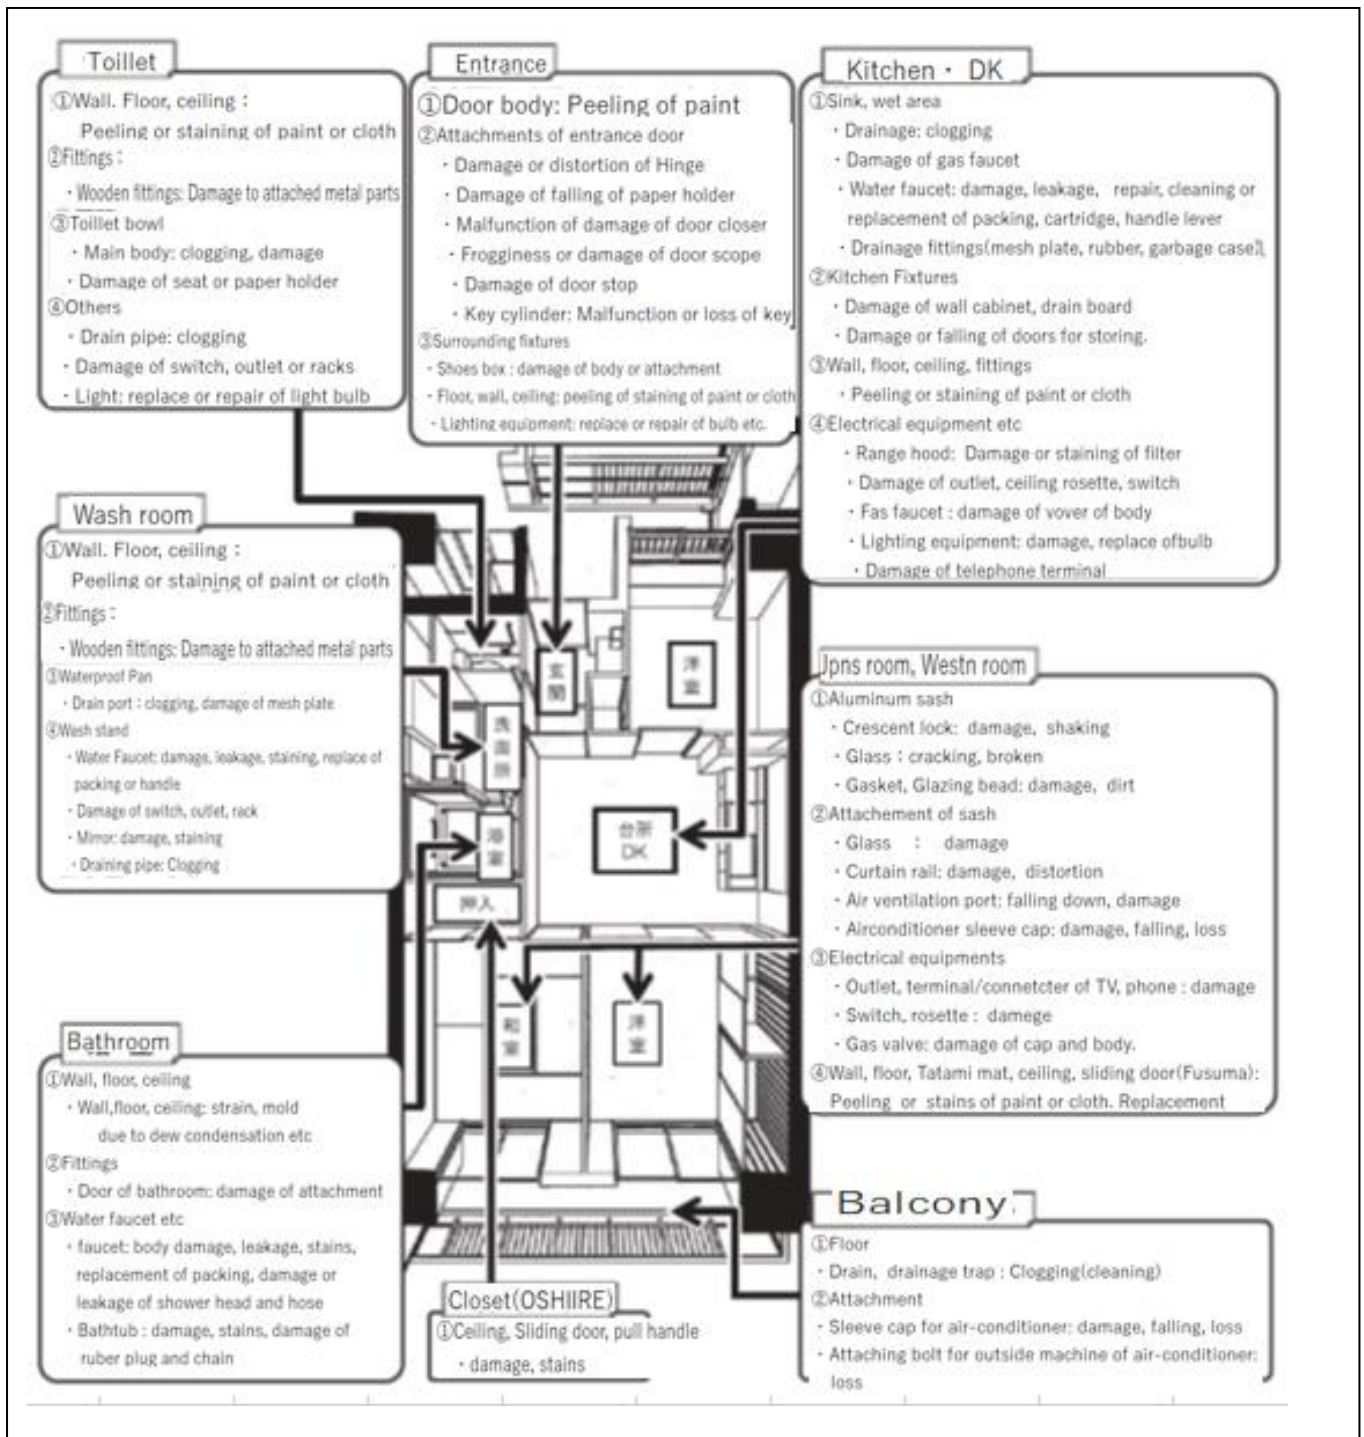 Toillet
①Wall. Floor, ceiling：
Peeling or staining of paint or cloth
②Fittings：
・Wooden fittings: Damage to attached metal parts
③Toillet bowl
・Main body: clogging, damage
・Damage of seat or paper holder
④Others
・Drain pipe: clogging
・Damage of switch, outlet or racks
・Light: replace or repair of light bulb
Entrance
①Door body: Peeling of paint
②Attachments of entrance door
・Damage or distortion of Hinge
・Damage of falling of paper holder
・Malfunction of damage of door closer
・Frogginess or damage of door scope
・Damage of door stop
・Key cylinder: Malfunction or loss of key
③Surrounding fixtures
・Shoes box : damage of body or attachment
・Floor, wall, ceiling: peeling of staining of paint or cloth
・Lighting equipment: replace or repair of bulb etc.
Kitchen・ DK
①Sink, wet area
・Drainage: clogging
・Damage of gas faucet
・Water faucet: damage, leakage, repair, cleaning or
replacement of packing, cartridge, handle lever
・Drainage fittings(mesh plate, rubber, garbage case)
②Kitchen Fixtures
・Damage of wall cabinet, drain board
・Damage or falling of doors for storing.
③Wall, floor, ceiling, fittings
・Peeling or staining of paint or cloth
④Electrical equipment etc
・Range hood: Damage or staining of filter
・Damage of outlet, ceiling rosette, switch
・Fas faucet : damage of vover of body
・Lighting equipment: damage, replace ofbulb
・Damage of telephone terminal
Wash room
①Wall. Floor, ceiling：
Peeling or staining of paint or cloth
②Fittings：
・Wooden fittings: Damage to attached metal parts
③Waterproof Pan
・Drain port : clogging, damage of mesh plate
④Wash stand
・Water Faucet: damage, leakage, staining, replace of
packing or handle
・Damage of switch, outlet, rack
・Mirror: damage, staining
・Draining pipe: Clogging
玄関
洋室
洗面所
浴室
台所
DK
押入
和室
洋室
Jpns room, Westn room
①Aluminum sash
・Crescent lock: damage, shaking
・Glass：cracking, broken
・Gasket, Glazing bead: damage, dirt
②Attachement of sash
・Glass ： damage
・Curtain rail: damage, distortion
・Air ventilation port: falling down, damage
・Airconditioner sleeve cap: damage, falling, loss
③Electrical equipments
・Outlet, terminal/connetcter of TV, phone : damage
・Switch, rosette : damege
・Gas valve: damage of cap and body.
④Wall, floor, Tatami mat, ceiling, sliding door(Fusuma):
Peeling or stains of paint or cloth. Replacement
Bathroom
①Wall, floor, ceiling
・Wall,floor, ceiling: strain, mold
due to dew condensation etc
②Fittings
・Door of bathroom: damage of attachment
③Water faucet etc
・faucet: body damage, leakage, stains,
replacement of packing, damage or
leakage of shower head and hose
・Bathtub : damage, stains, damage of
ruber plug and chain
Closet(OSHIIRE)
①Ceiling, Sliding door, pull handle
・damage, stains
Balcony
①Floor
・Drain, drainage trap : Clogging(cleaning)
②Attachment
・Sleeve cap for air-conditioner: damage, falling, loss
・Attaching bolt for outside machine of air-conditioner:
loss